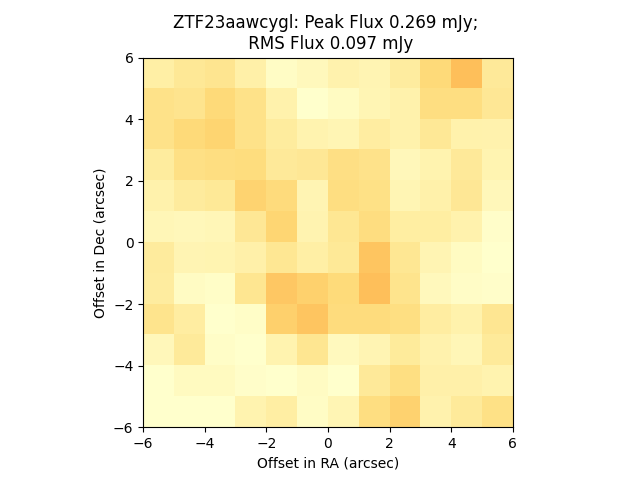 ZTF23aawcygl: Peak Flux 0.269 mJy;
RMS Flux 0.097 mJy
6
4
2
0
−2
−4
−6
Offset in Dec (arcsec)
−6 −4 −2 0 2 4 6
Offset in RA (arcsec)